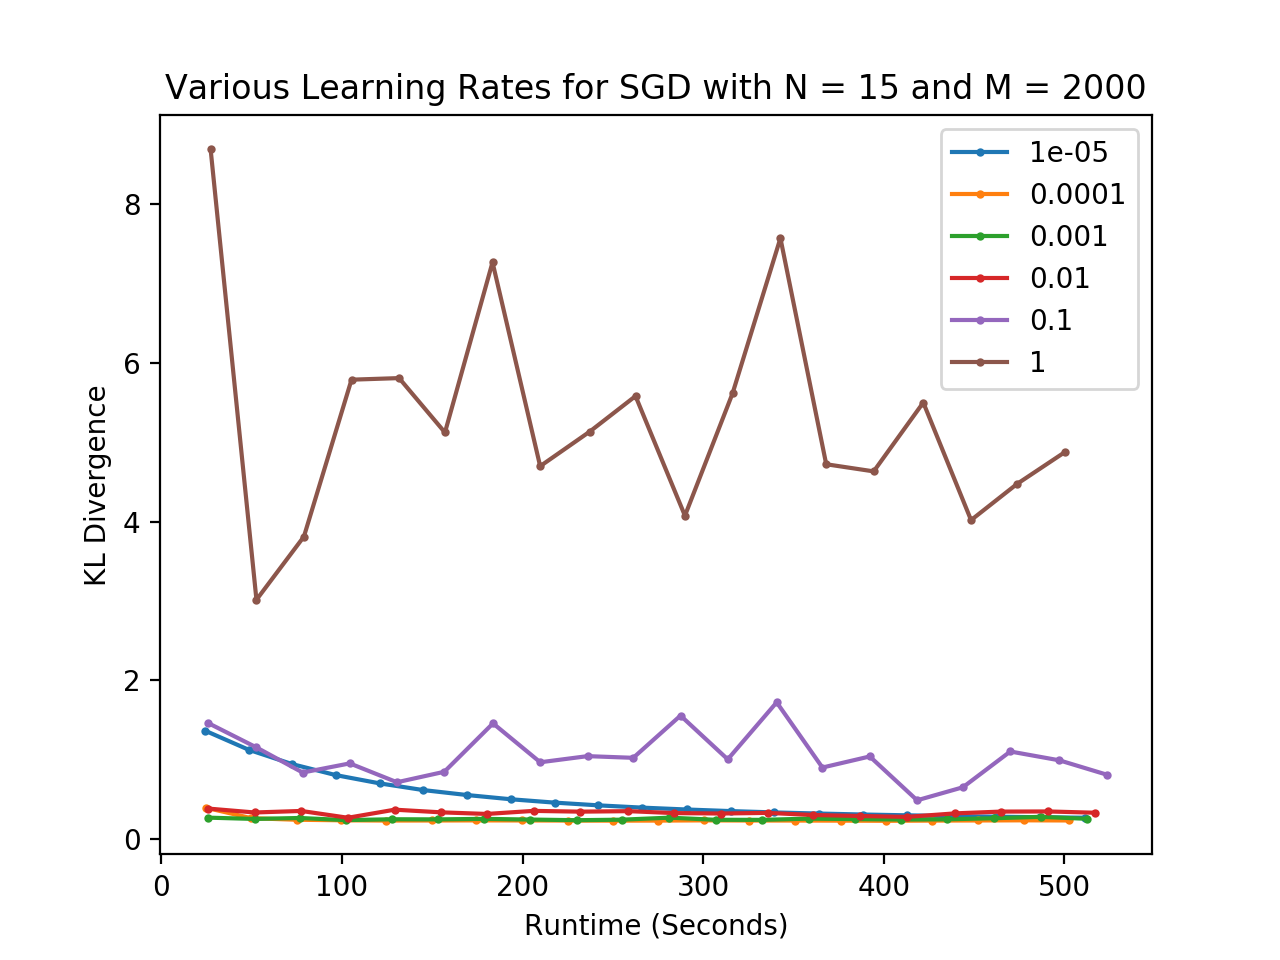 Various Learning Rates for SGD with N = 15 and M = 2000
1e-05
0.0001
0.001
0.01
0.1
1
KL Divergence
8
6
4
2
0
0 100 200 300 400 500
Runtime (Seconds)